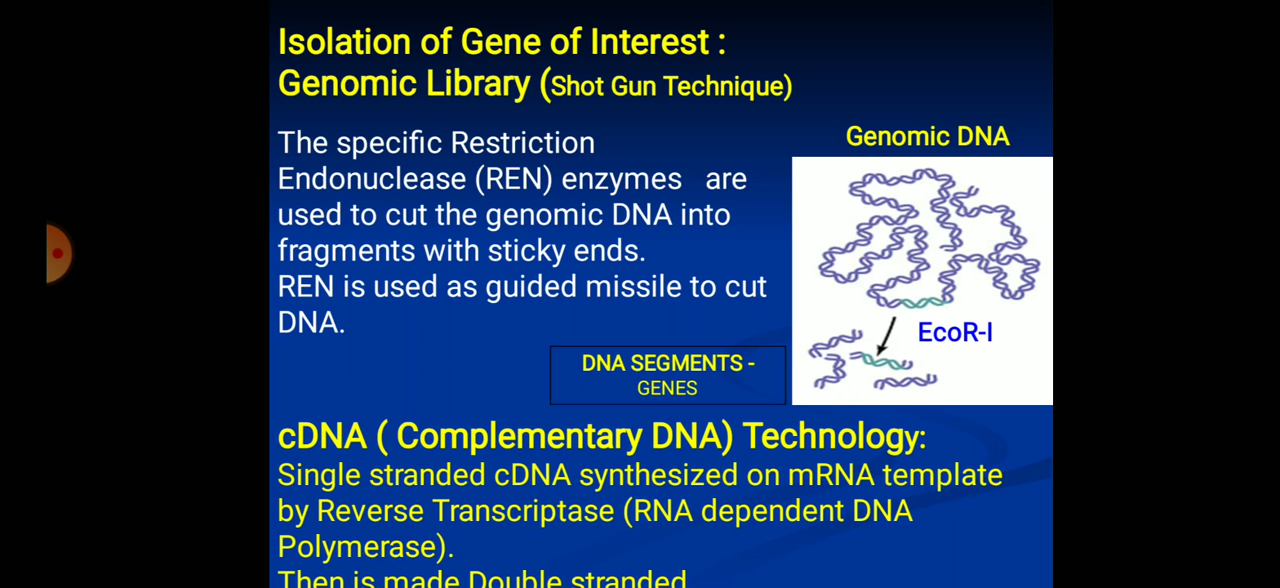 Isolation of Gene of Interest :
Genomic Library (Shot Gun Technique)
The specific Restriction
Endonuclease (REN) enzymes are
used to cut the genomic DNA into
fragments with sticky ends.
REN is used as guided missile to cut
DNA.
Genomic DNA
EcoR-I
DNA SEGMENTS -
GENES
cDNA ( Complementary DNA) Technology:
Single stranded cDNA synthesized on mRNA template
by Reverse Transcriptase (RNA dependent DNA
Polymerase).
Then is made Double stranded